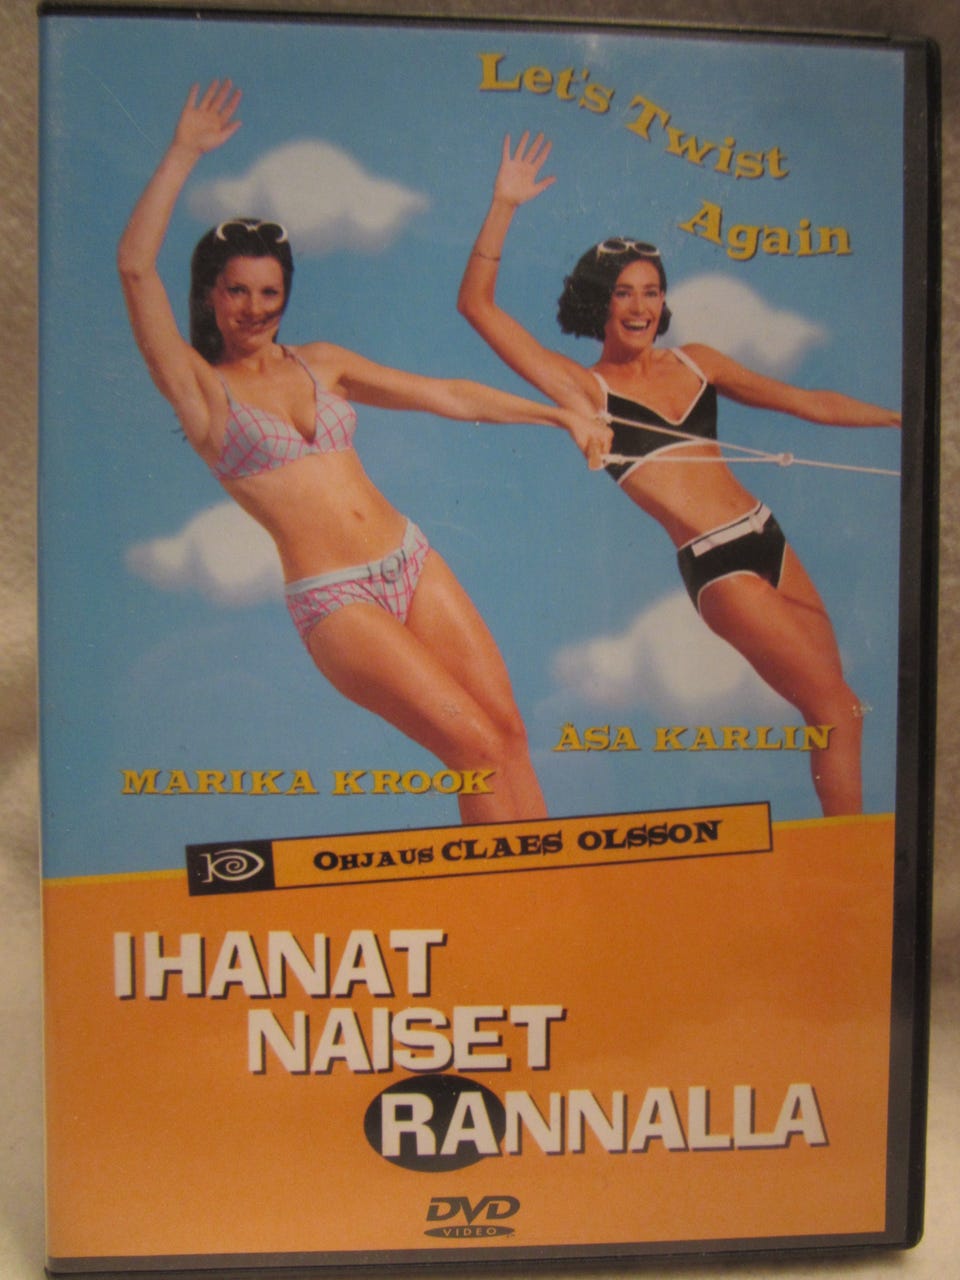 Let's Twist
Again
ÅSA KARLIN
MARIKA KROOK
OHJAUS CLAES OLSSON
IHANAT
NAISET
RANNALLA
DVD
VIDEO